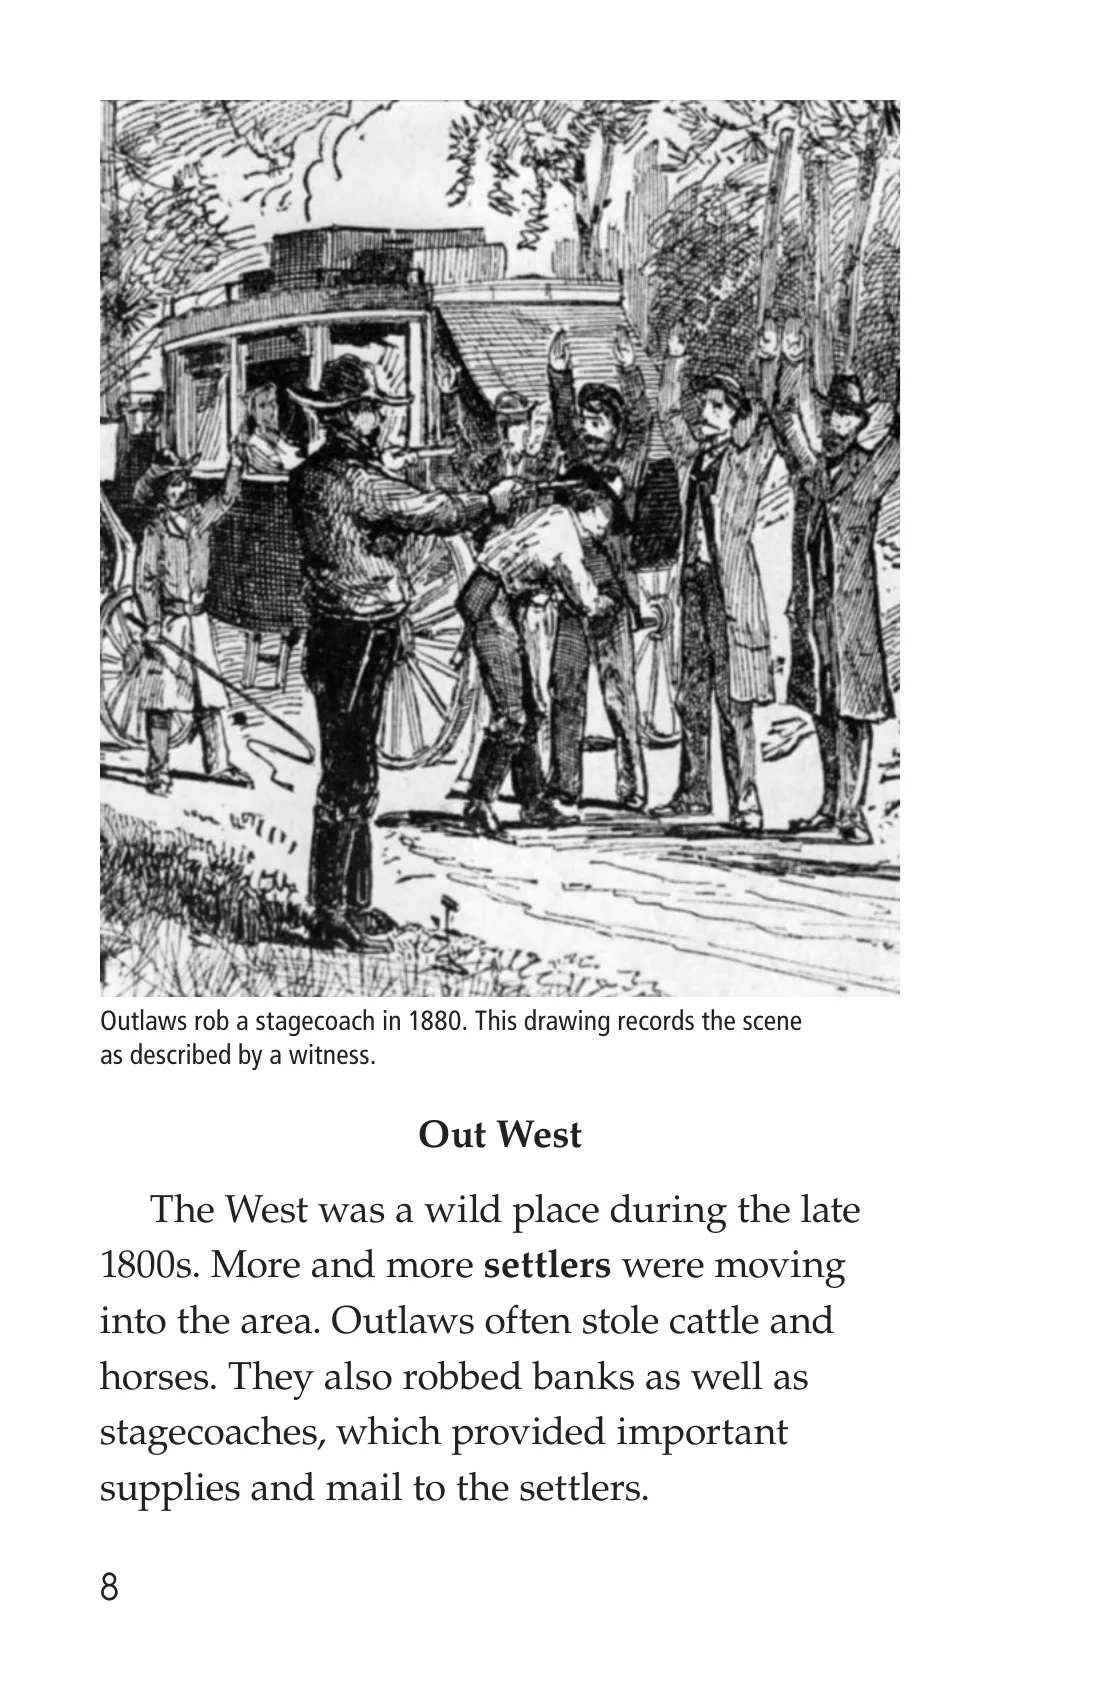 Outlaws rob a stagecoach in 1880. This drawing records the scene
as described by a witness.
Out West
The West was a wild place during the late
1800s. More and more settlers were moving
into the area. Outlaws often stole cattle and
horses. They also robbed banks as well as
stagecoaches, which provided important
supplies and mail to the settlers.
8